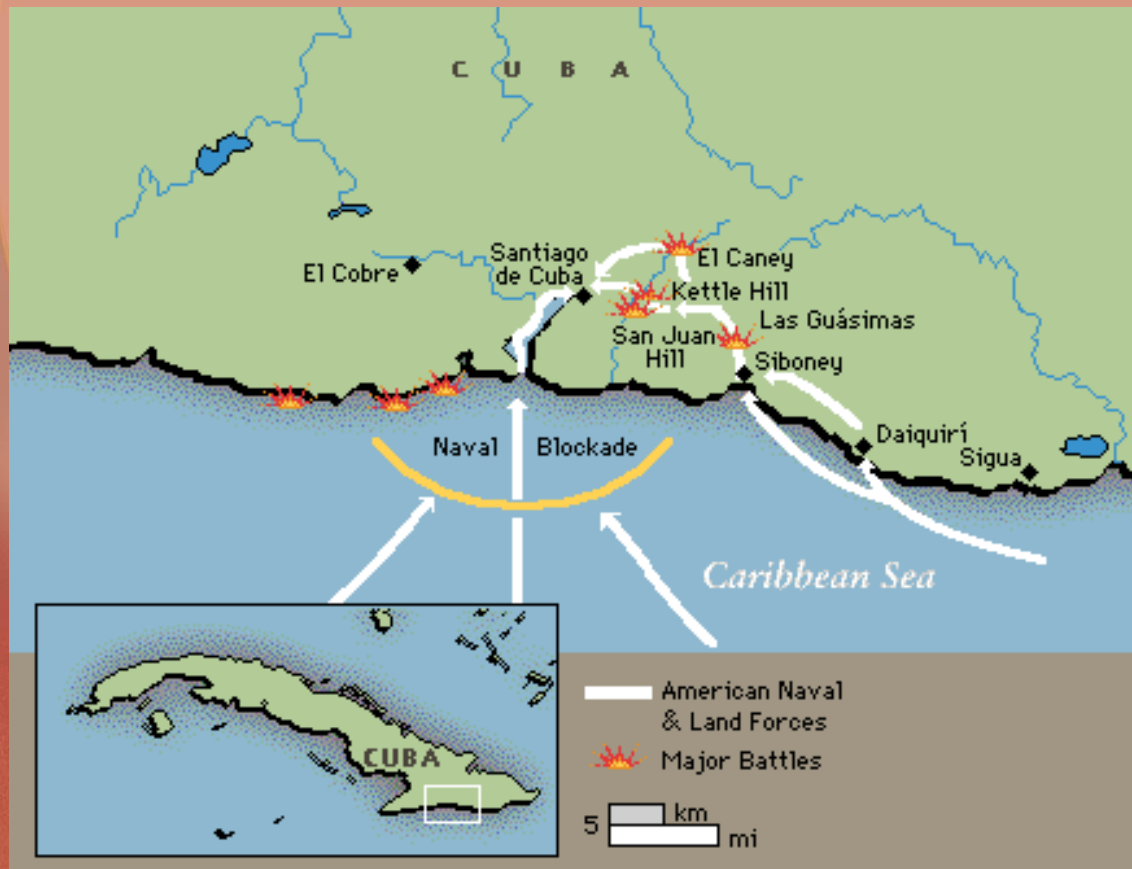 CUBA
Santiago
de Cuba
El Caney
El Cobre
Kettle Hill
Las Guásimas
San Juan
Hill
Siboney
Naval Blockade
Daiquirí
Sigua
Caribbean Sea
CUBA
American Naval
& Land Forces
Major Battles
5 km
mi